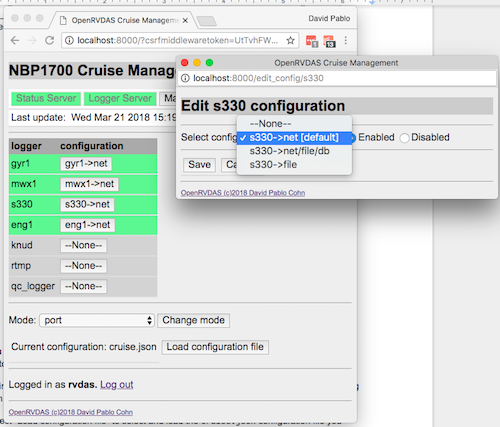 David Pablo
OpenRVDAS Cruise Manageme
localhost:8000/?csrfmiddlewaretoken=UtTvhFW...
NBP1700 Cruise Manag
Status Server Logger Server Ma
Last update: Wed Mar 21 2018 15:19
logger configuration
gyr1 gyr1->net
mwx1 mwx1->net
s330 s330->net
eng1 eng1->net
knud --None--
rtmp --None--
qc_logger --None--
Mode: port Change mode
Current configuration: cruise.json Load configuration file
Logged in as rvdas. Log out
OpenRVDAS (c)2018 David Pablo Cohn
OpenRVDAS Cruise Management
localhost:8000/edit_config/s330
Edit s330 configuration
--None--
Select config s330->net [default] Enabled Disabled
s330->net/file/db
s330->file
Save Ca
OpenRVDAS (c)2018 David Pablo Cohn